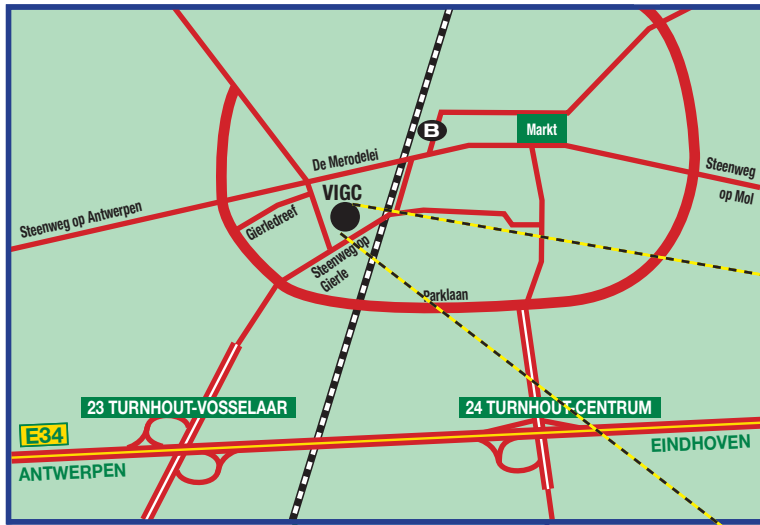 B
Markt
De Merodelei
Steenweg
op Mol
VIGC
Steenweg op Antwerpen
Gierledreef
Steenweg op
Gierle
Parklaan
23 TURNHOUT-VOSSELAAR
24 TURNHOUT-CENTRUM
E34
EINDHOVEN
ANTWERPEN